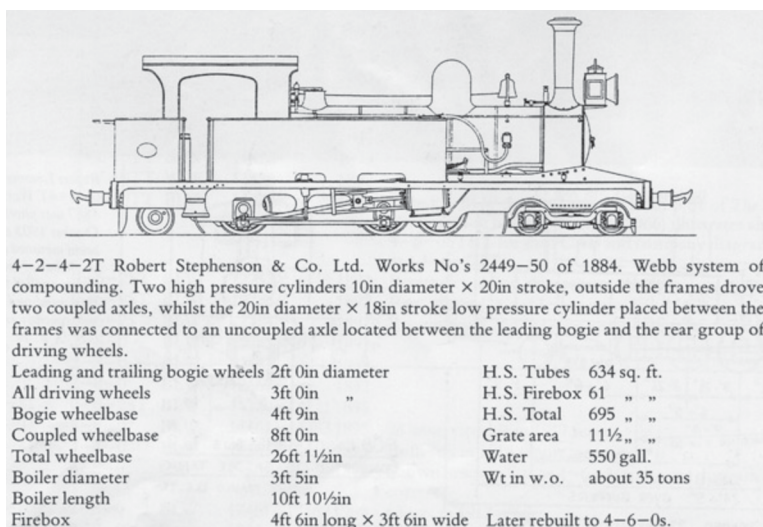 4-2-4-2T Robert Stephenson & Co. Ltd. Works No's 2449-50 of 1884. Webb system of
compounding. Two high pressure cylinders 10in diameter × 20in stroke, outside the frames drove
two coupled axles, whilst the 20in diameter × 18in stroke low pressure cylinder placed between the
frames was connected to an uncoupled axle located between the leading bogie and the rear group of
driving wheels.
Leading and trailing bogie wheels 2ft 0in diameter H.S. Tubes 634 sq. ft.
All driving wheels 3ft 0in „ H.S. Firebox 61 „ „
Bogie wheelbase 4ft 9in H.S. Total 695 „ „
Coupled wheelbase 8ft 0in Grate area 11½ „ „
Total wheelbase 26ft 1½in Water 550 gall.
Boiler diameter 3ft 5in Wt in w.o. about 35 tons
Boiler length 10ft 10½in
Firebox 4ft 6in long × 3ft 6in wide Later rebuilt to 4-6-0s.